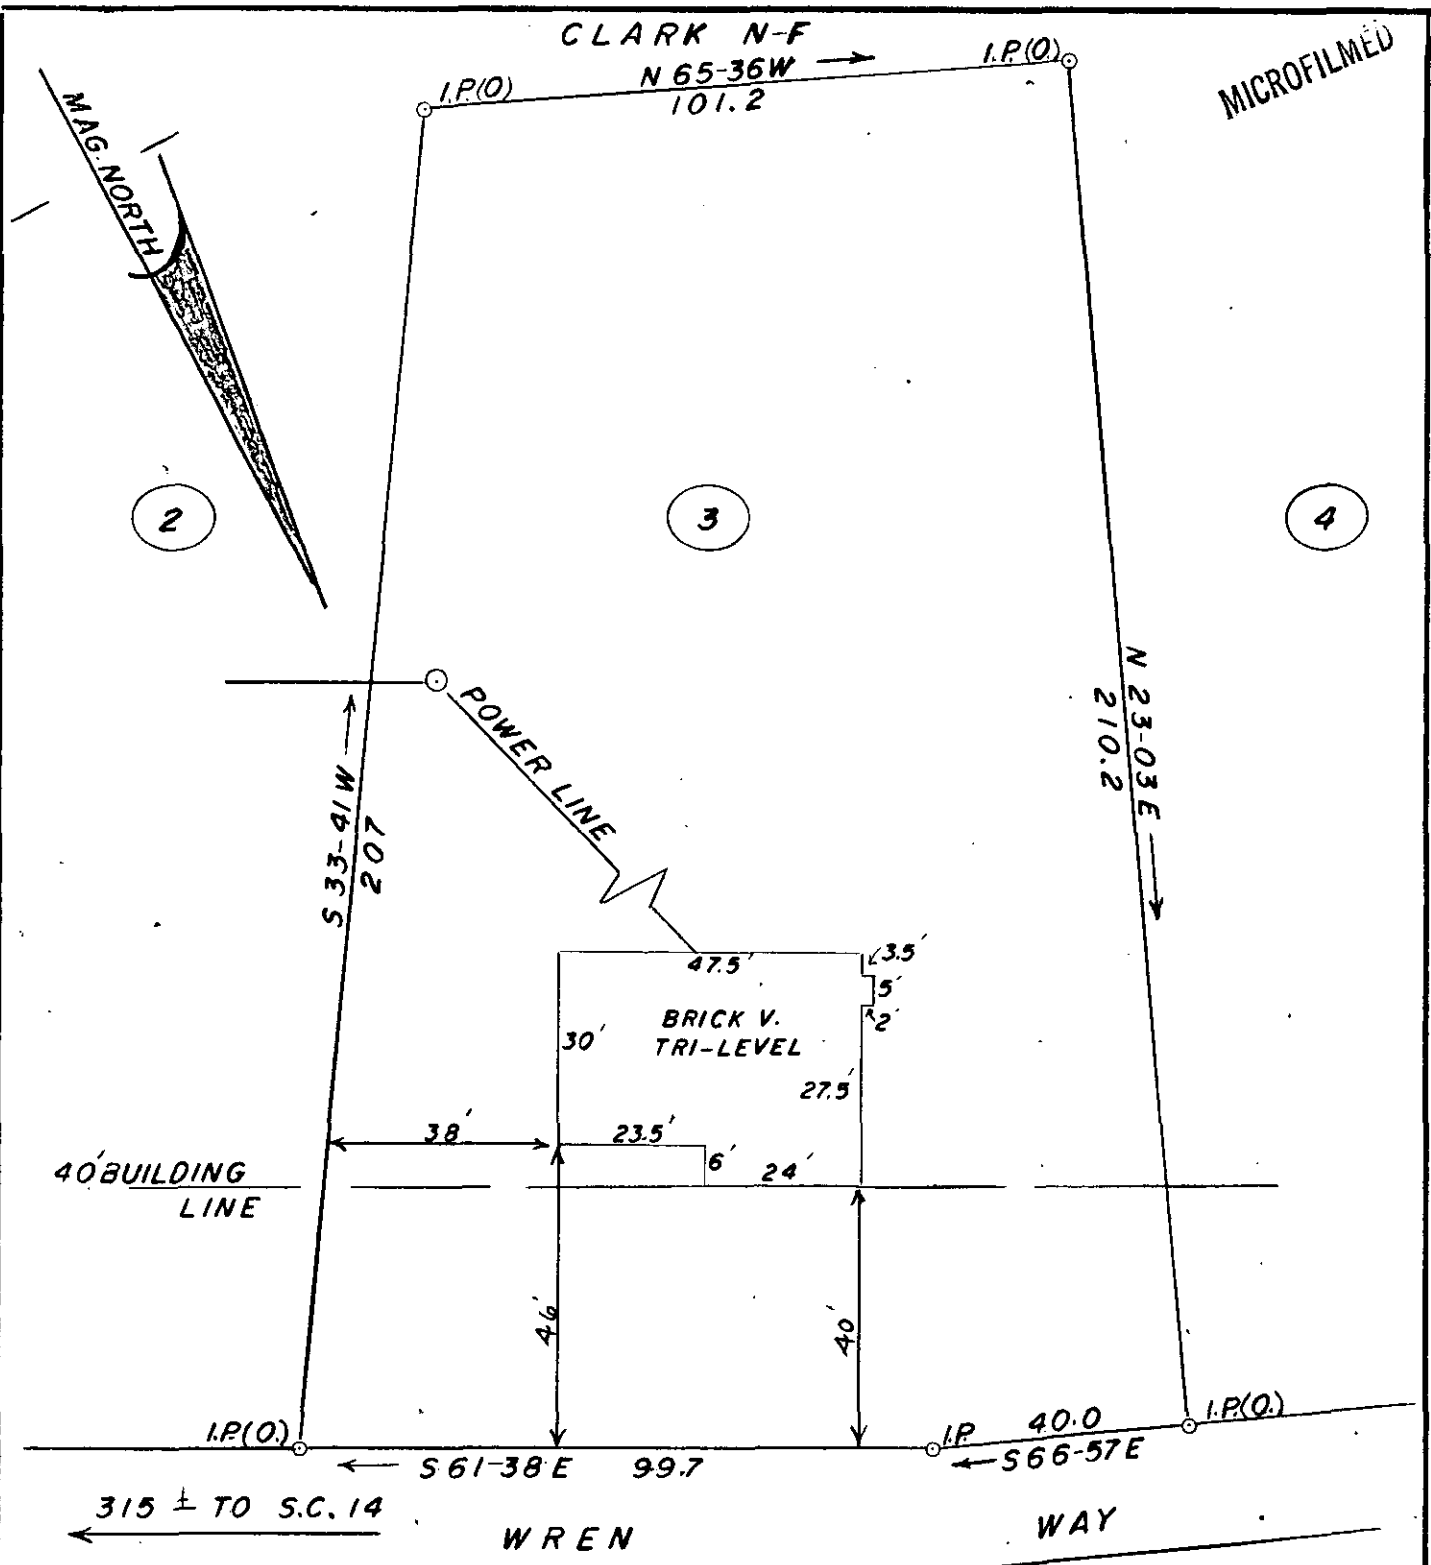 CLARK N-F
MICROFILMED
I.P.(O)
N 65-36W
101.2
I.P.(O)
MAG. NORTH
2
3
4
POWER LINE
S 33-41W
207
N 23-03E
210.2
47.5'
3.5'
5'
2'
BRICK V.
TRI-LEVEL
30'
27.5'
38'
23.5'
6'
24'
40' BUILDING
LINE
46'
40'
I.P.(O.)
I.P.
40.0
I.P.(O.)
S 61-38 E 99.7
S 66-57 E
315 ± TO S.C. 14
WREN WAY